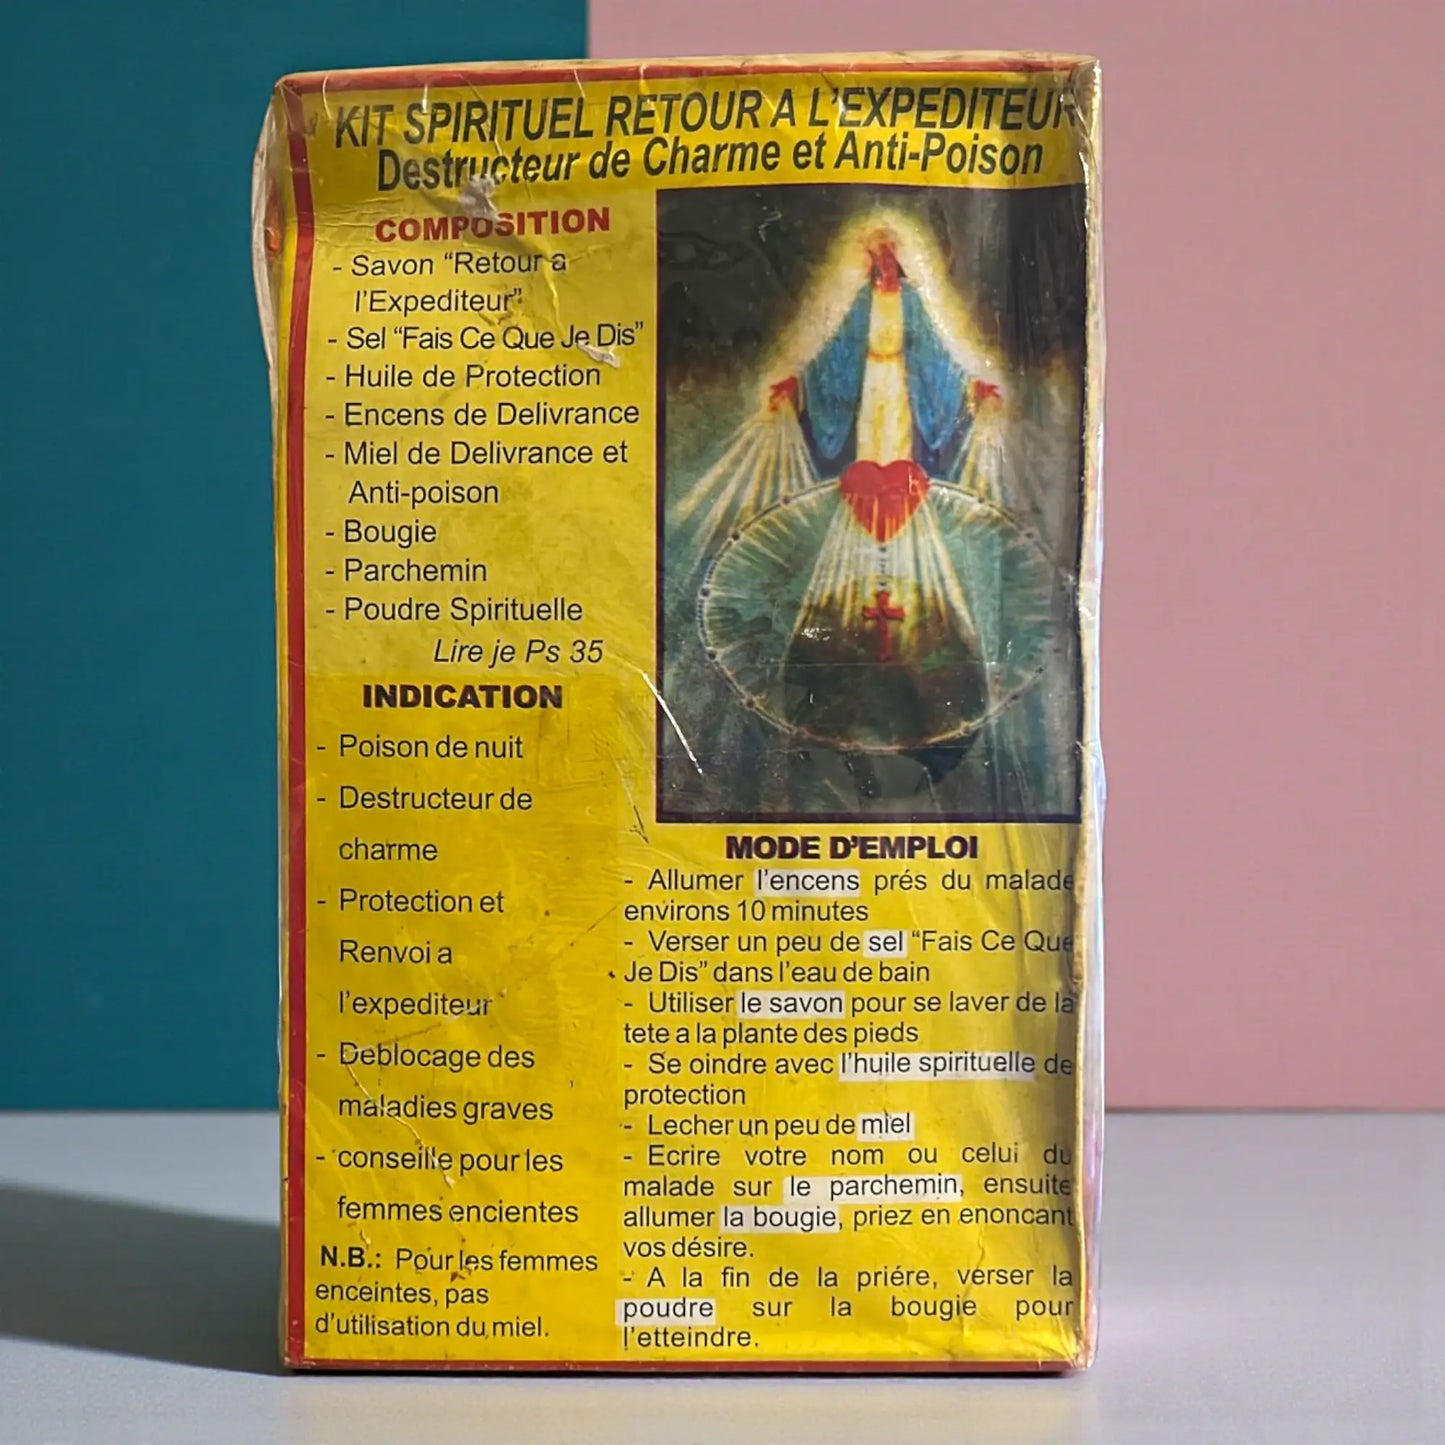 KIT SPIRITUEL RETOUR A L'EXPEDITEUR
Destructeur de Charme et Anti-Poison
COMPOSITION
- Savon “Retour a
l'Expediteur”
- Sel “Fais Ce Que Je Dis”
- Huile de Protection
- Encens de Delivrance
- Miel de Delivrance et
Anti-poison
- Bougie
- Parchemin
- Poudre Spirituelle
Lire je Ps 35
INDICATION
- Poison de nuit
- Destructeur de
charme
- Protection et
Renvoi a
l'expediteur
- Deblocage des
maladies graves
- conseille pour les
femmes encientes
N.B.: Pour les femmes
enceintes, pas
d'utilisation du miel.
MODE D'EMPLOI
- Allumer l'encens prés du malade
environs 10 minutes
- Verser un peu de sel “Fais Ce Que
Je Dis” dans l'eau de bain
- Utiliser le savon pour se laver de la
tete a la plante des pieds
- Se oindre avec l'huile spirituelle de
protection
- Lecher un peu de miel
- Ecrire votre nom ou celui du
malade sur le parchemin, ensuite
allumer la bougie, priez en enoncant
vos désire.
- A la fin de la priére, verser la
poudre sur la bougie pour
l'etteindre.